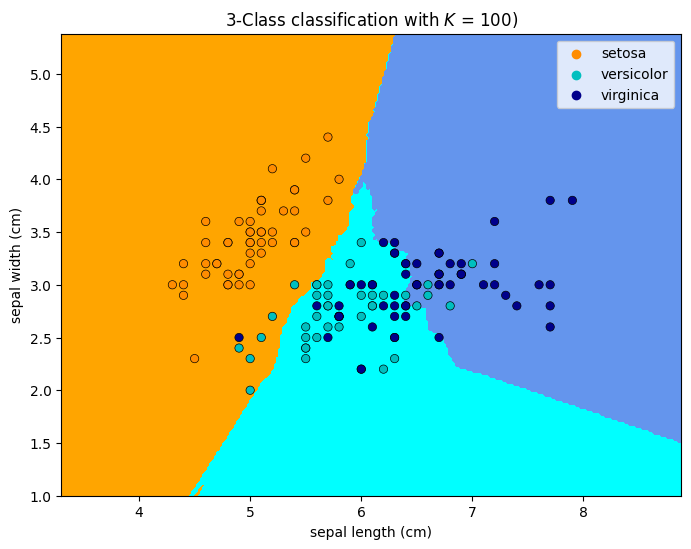 3-Class classification with K = 100)
setosa
versicolor
virginica
5.0
4.5
4.0
3.5
3.0
2.5
2.0
1.5
1.0
sepal width (cm)
4 5 6 7 8
sepal length (cm)